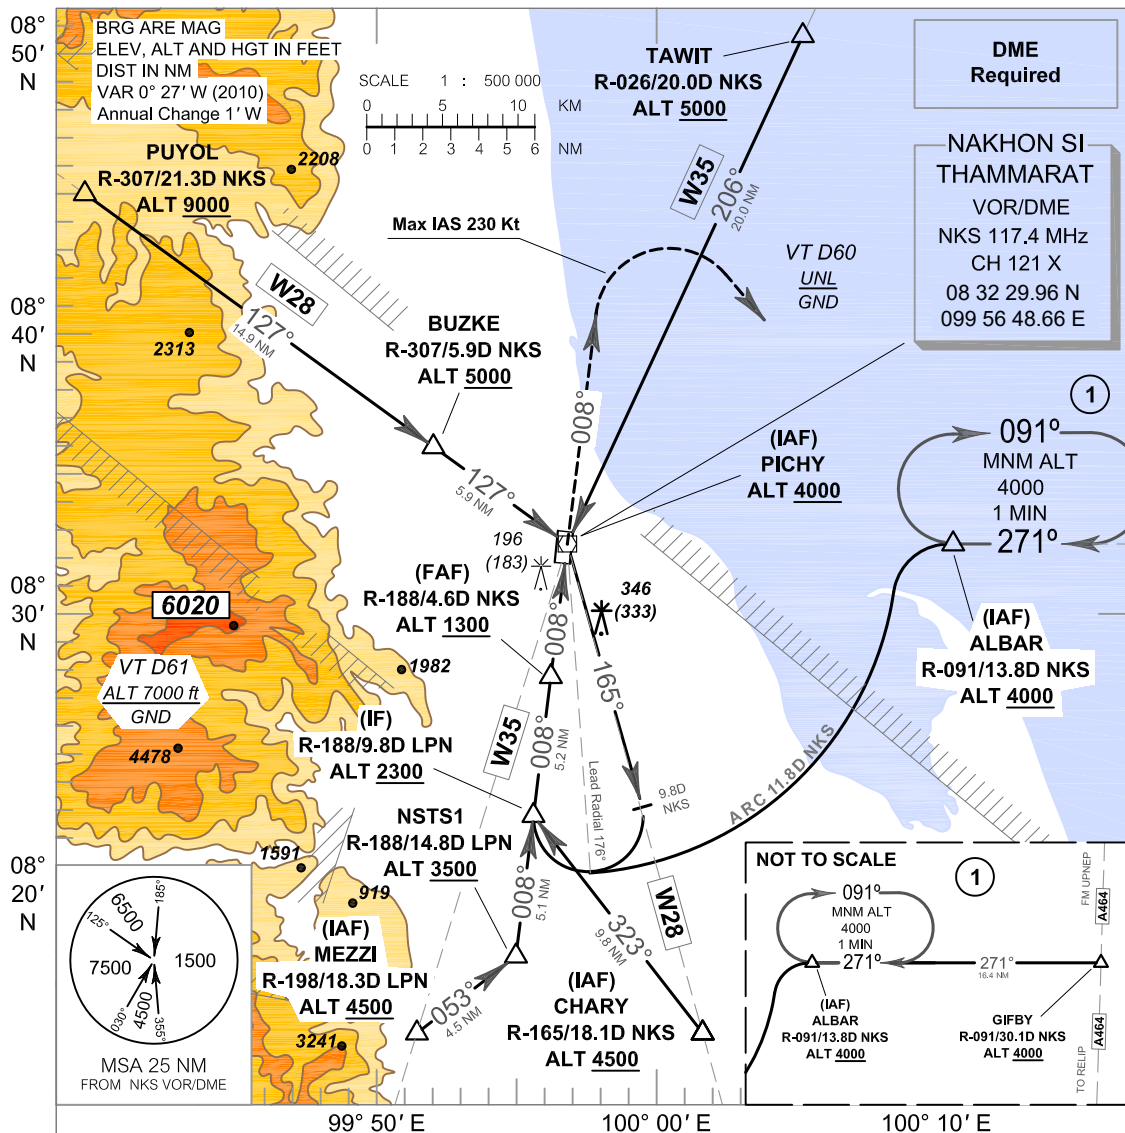 08°
50′
N
BRG ARE MAG
ELEV, ALT AND HGT IN FEET
DIST IN NM
VAR 0° 27′ W (2010)
Annual Change 1′ W
SCALE 1 : 500 000
0 5 10 KM
0 1 2 3 4 5 6 NM
TAWIT
R-026/20.0D NKS
ALT 5000
DME
Required
NAKHON SI
THAMMARAT
VOR/DME
NKS 117.4 MHz
CH 121 X
08 32 29.96 N
099 56 48.66 E
PUYOL
R-307/21.3D NKS
ALT 9000
2208
W35
206°
20.0 NM
Max IAS 230 Kt
VT D60
UNL
GND
W28
127°
14.9 NM
08°
40′
N
2313
BUZKE
R-307/5.9D NKS
ALT 5000
127°
5.9 NM
008°
(IAF)
PICHY
ALT 4000
1
091°
MNM ALT
4000
1 MIN
271°
196
(183)
346
(333)
08°
30′
N
6020
VT D61
ALT 7000 ft
GND
4478
1982
(FAF)
R-188/4.6D NKS
ALT 1300
008°
165°
(IAF)
ALBAR
R-091/13.8D NKS
ALT 4000
(IF)
R-188/9.8D LPN
ALT 2300
W35
008°
5.2 NM
Lead Radial 176°
9.8D
NKS
ARC 11.8D NKS
NSTS1
R-188/14.8D LPN
ALT 3500
008°
5.1 NM
W28
323°
9.8 NM
08°
20′
N
1591
919
(IAF)
MEZZI
R-198/18.3D LPN
ALT 4500
3241
053°
4.5 NM
(IAF)
CHARY
R-165/18.1D NKS
ALT 4500
6500
125°
185°
7500
1500
030°
4500
355°
MSA 25 NM
FROM NKS VOR/DME
NOT TO SCALE
1
091°
MNM ALT
4000
1 MIN
271°
271°
16.4 NM
FM UPNEP
A464
(IAF)
ALBAR
R-091/13.8D NKS
ALT 4000
GIFBY
R-091/30.1D NKS
ALT 4000
A464
TO RELIP
99° 50′ E
100° 00′ E
100° 10′ E